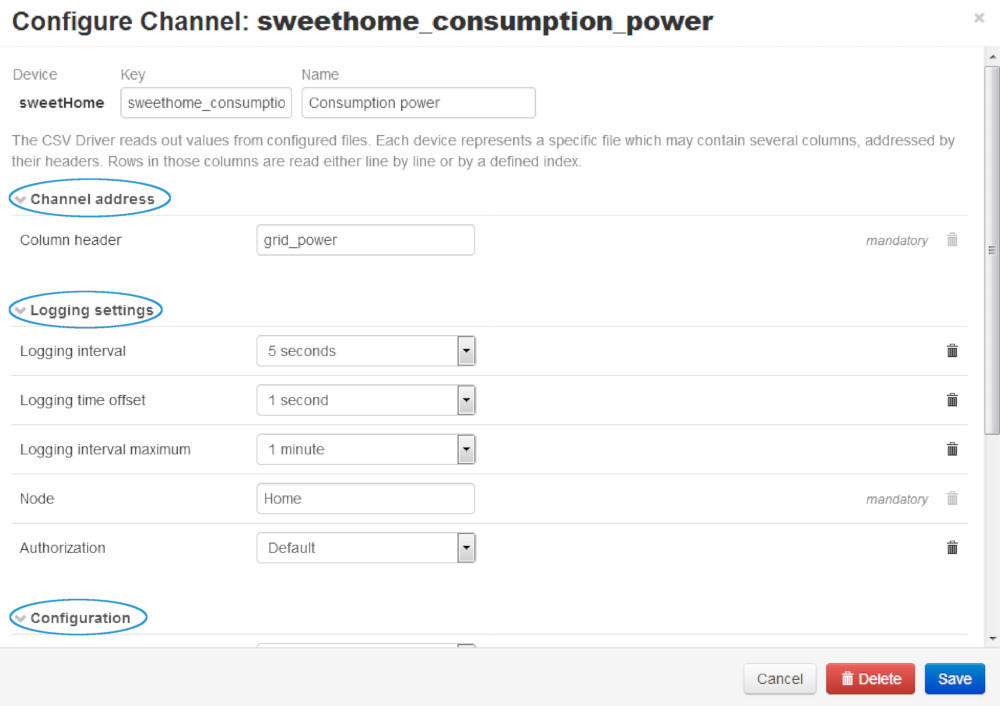 Configure Channel: sweethome_consumption_power
Device Key Name
sweetHome sweethome_consumptio Consumption power
The CSV Driver reads out values from configured files. Each device represents a specific file which may contain several columns, addressed by
their headers. Rows in those columns are read either line by line or by a defined index.
Channel address
Column header grid_power mandatory
Logging settings
Logging interval 5 seconds
Logging time offset 1 second
Logging interval maximum 1 minute
Node Home mandatory
Authorization Default
Configuration
Cancel Delete Save